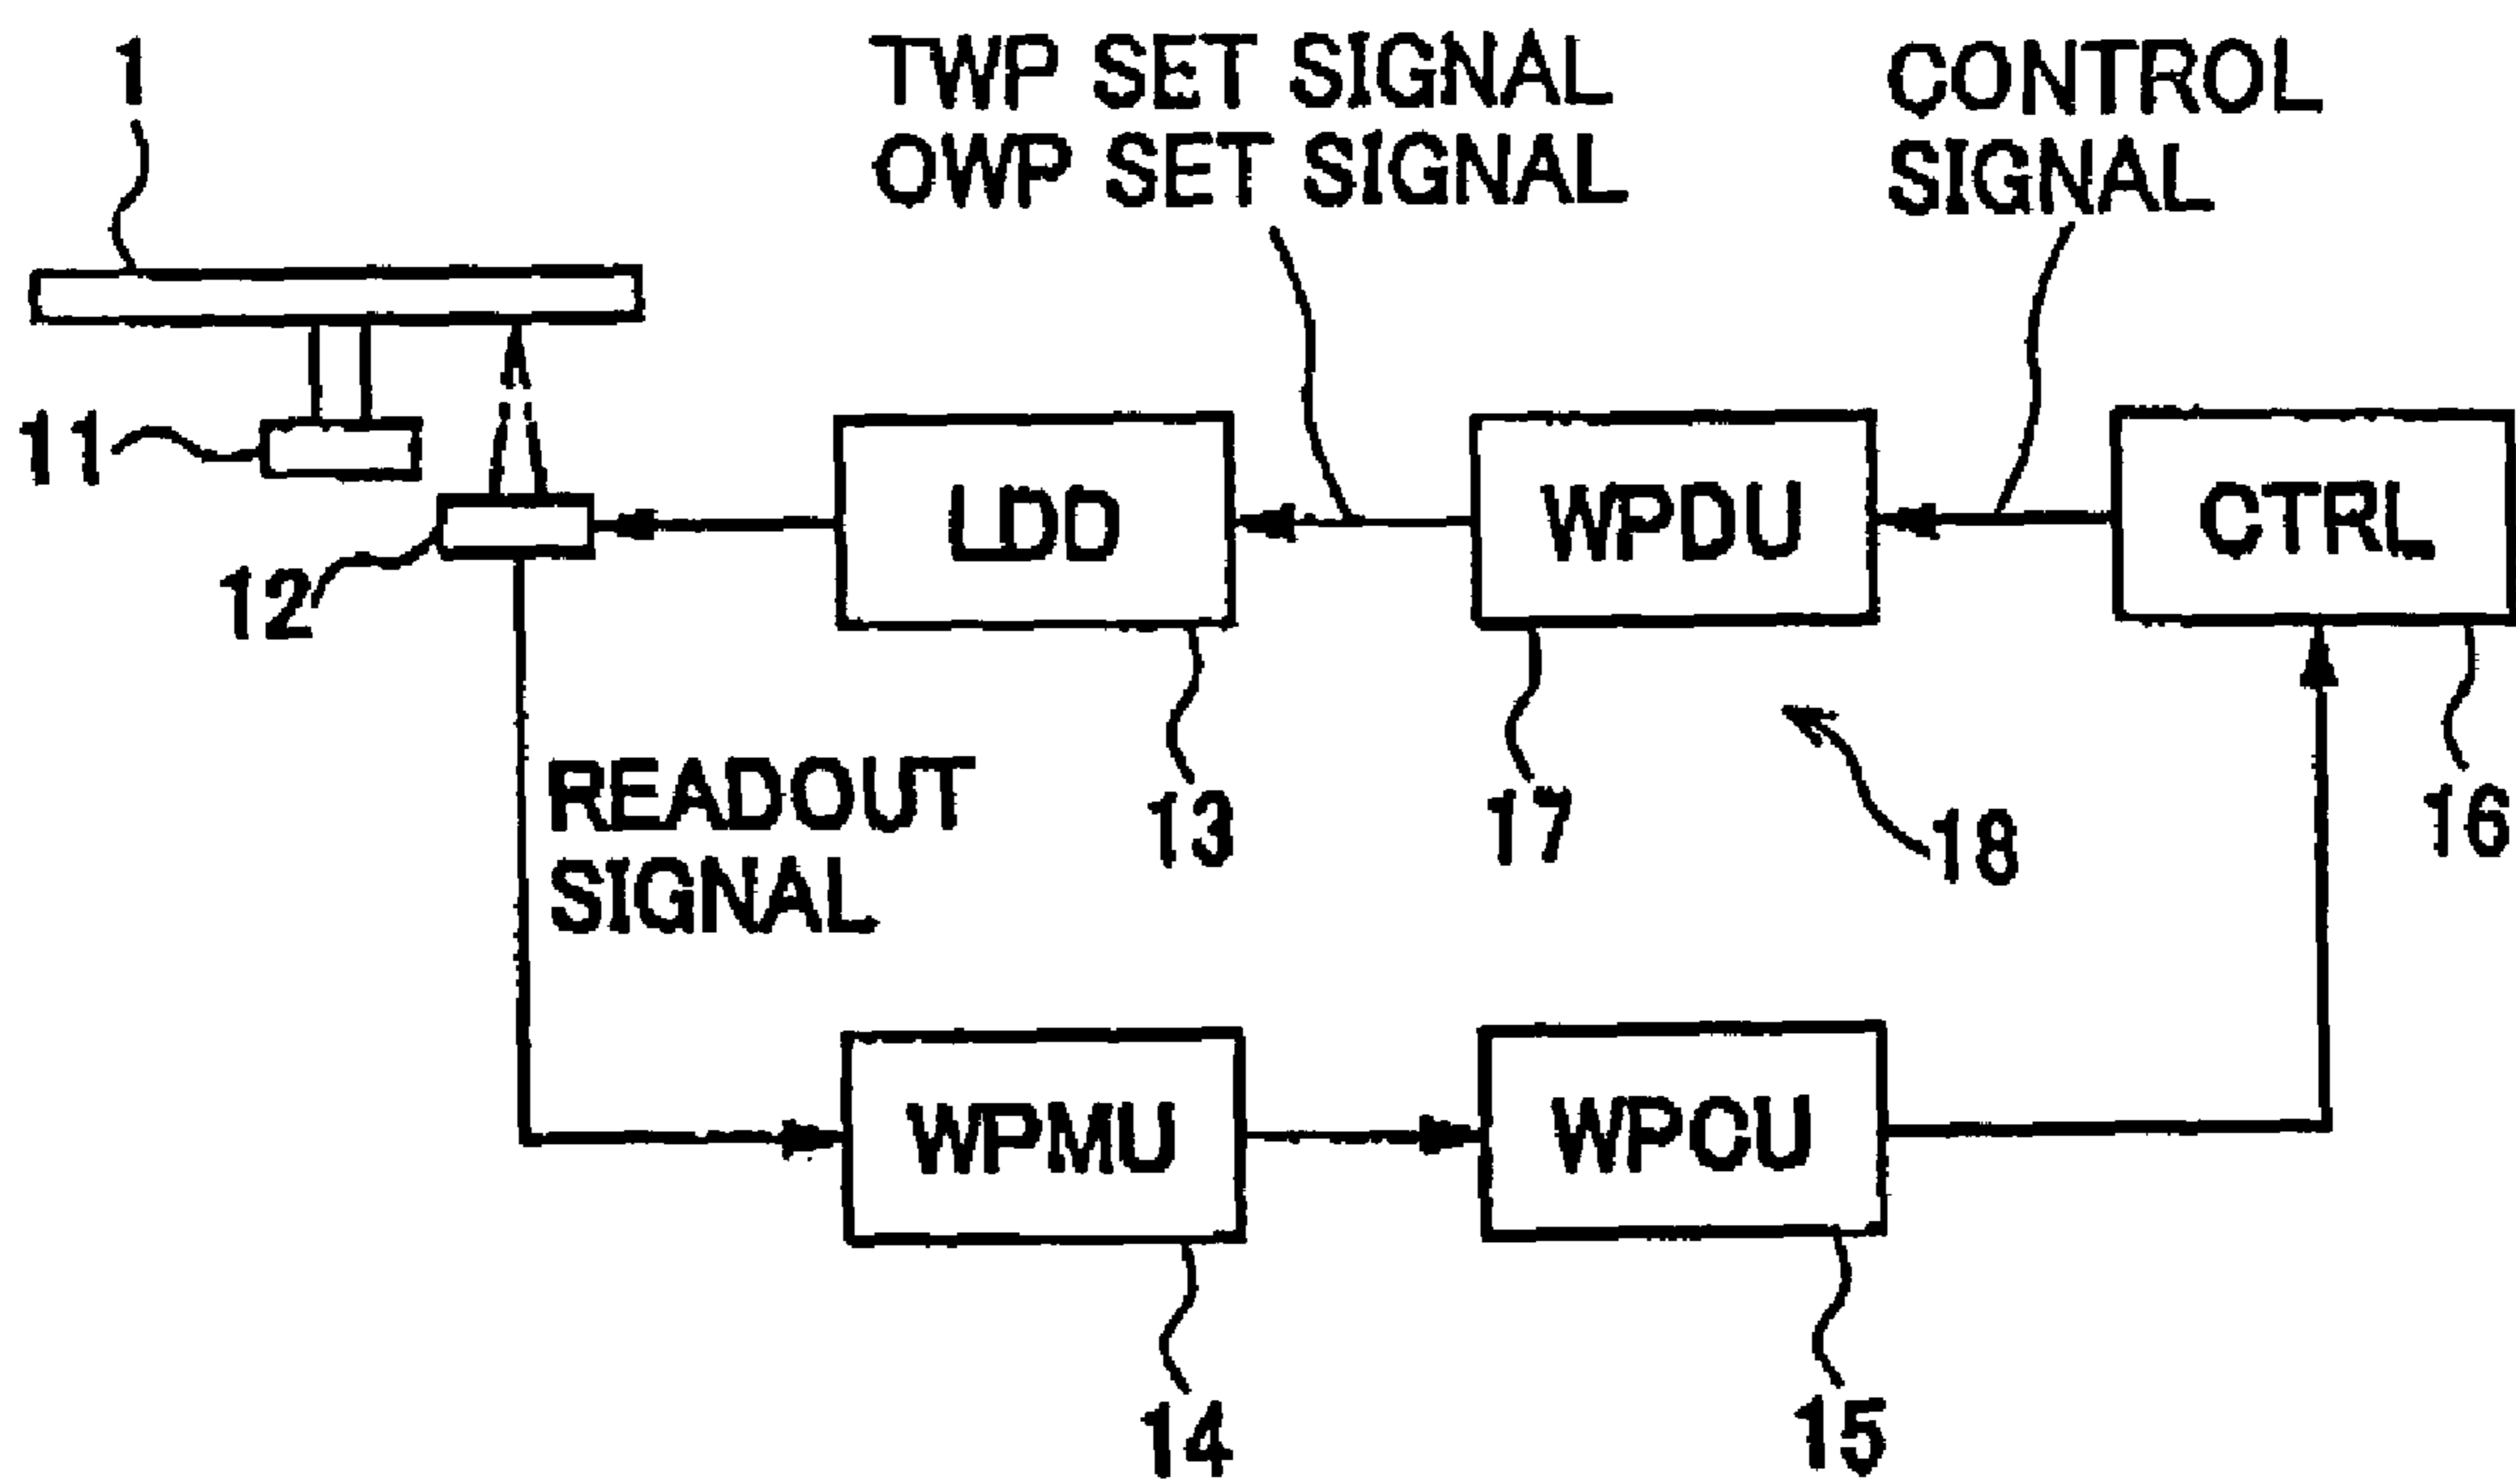 1
TWP SET SIGNAL
OWP SET SIGNAL
CONTROL
SIGNAL
11
12
LDD
WPDU
CTRL
READOUT
SIGNAL
13
17
18
16
WPMU
WPCU
14
15